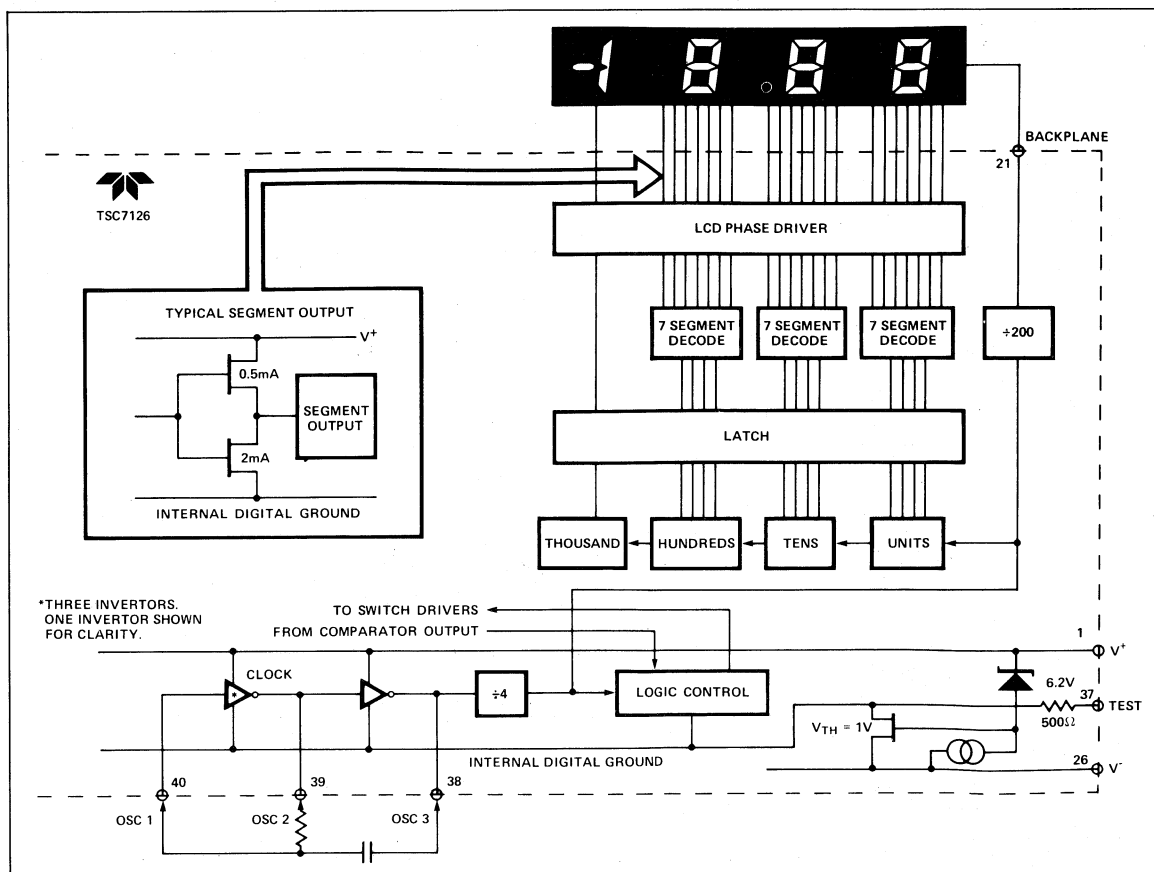 -1 8.8 8
BACKPLANE
21
TSC7126
LCD PHASE DRIVER
TYPICAL SEGMENT OUTPUT
V+
0.5mA
SEGMENT
OUTPUT
2mA
INTERNAL DIGITAL GROUND
7 SEGMENT
DECODE
7 SEGMENT
DECODE
7 SEGMENT
DECODE
÷200
LATCH
THOUSAND
HUNDREDS
TENS
UNITS
*THREE INVERTORS.
ONE INVERTOR SHOWN
FOR CLARITY.
TO SWITCH DRIVERS
FROM COMPARATOR OUTPUT
1
V+
CLOCK
*
÷4
LOGIC CONTROL
6.2V
37
TEST
500Ω
VTH = 1V
INTERNAL DIGITAL GROUND
26
V-
40
39
38
OSC 1
OSC 2
OSC 3